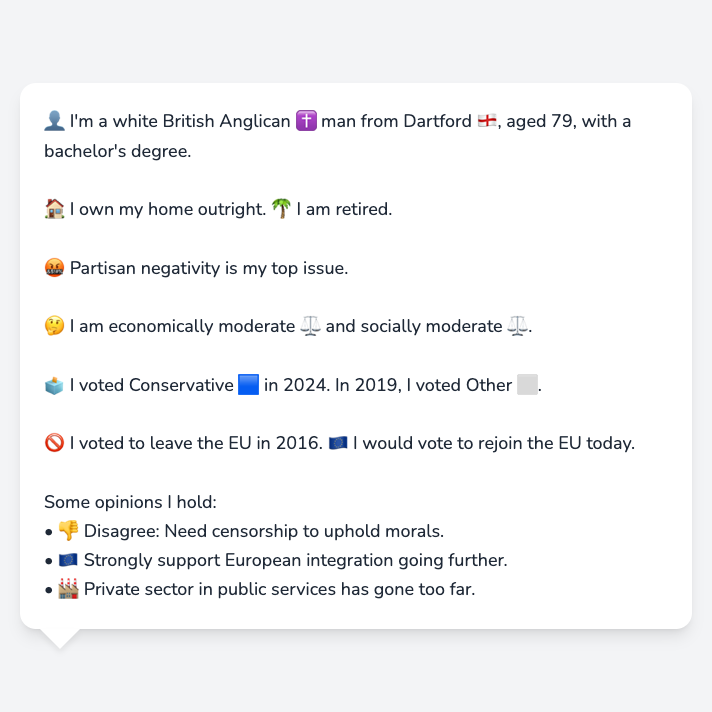 👤 I'm a white British Anglican ✝️ man from Dartford 🏴󠁧󠁢󠁥󠁮󠁧󠁿, aged 79, with a
bachelor's degree.
🏠 I own my home outright. 🌴 I am retired.
🤬 Partisan negativity is my top issue.
🤔 I am economically moderate ⚖️ and socially moderate ⚖️.
🗳️ I voted Conservative 🟦 in 2024. In 2019, I voted Other ⬜.
🚫 I voted to leave the EU in 2016. 🇪🇺 I would vote to rejoin the EU today.
Some opinions I hold:
• 👎 Disagree: Need censorship to uphold morals.
• 🇪🇺 Strongly support European integration going further.
• 🏭 Private sector in public services has gone too far.